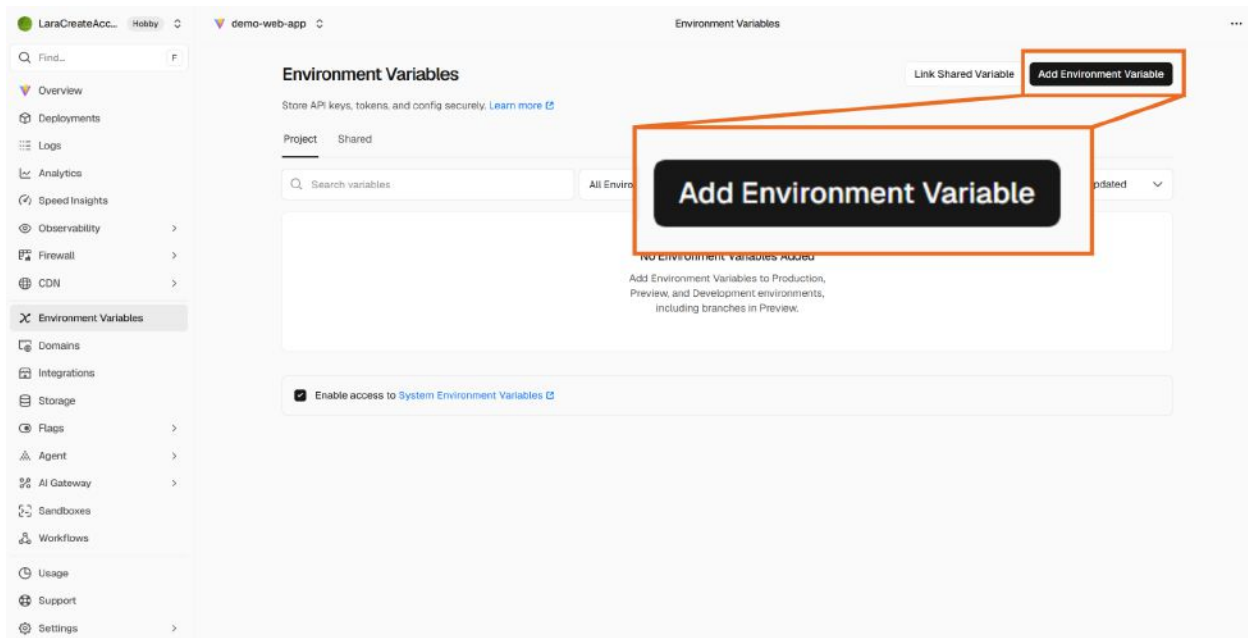 LaraCreateAcc... Hobby
demo-web-app
Environment Variables
Find...
F
Overview
Deployments
Logs
Analytics
Speed Insights
Observability
Firewall
CDN
Environment Variables
Domains
Integrations
Storage
Flags
Agent
AI Gateway
Sandboxes
Workflows
Usage
Support
Settings
Environment Variables
Link Shared Variable
Add Environment Variable
Store API keys, tokens, and config securely. Learn more
Project Shared
Search variables
All Enviro
pdated
Add Environment Variable
No Environment Variables Added
Add Environment Variables to Production,
Preview, and Development environments,
including branches in Preview.
Enable access to System Environment Variables